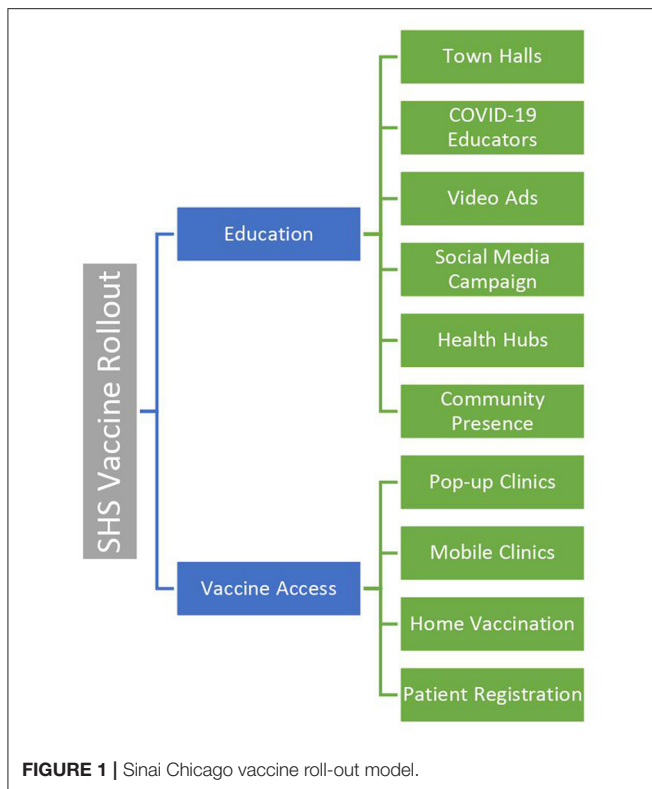 SHS Vaccine Rollout
Education
Town Halls
COVID-19
Educators
Video Ads
Social Media
Campaign
Health Hubs
Community
Presence
Vaccine Access
Pop-up Clinics
Mobile Clinics
Home Vaccination
Patient Registration
FIGURE 1 | Sinai Chicago vaccine roll-out model.